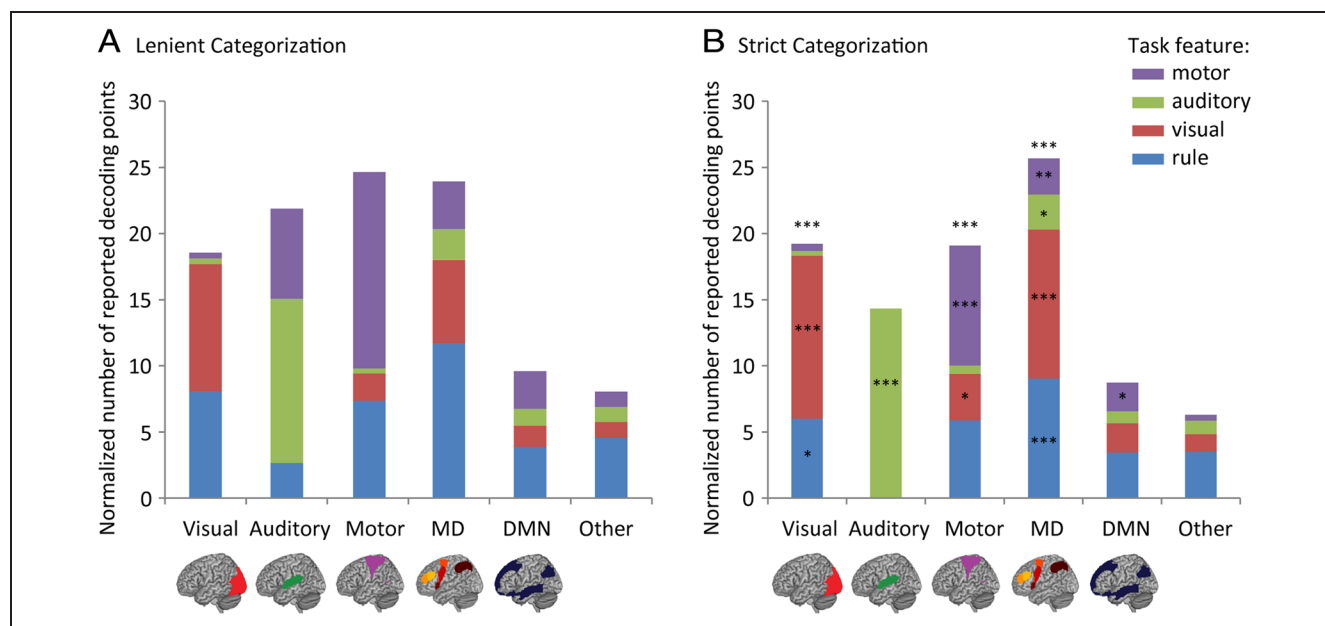 A Lenient Categorization
Normalized number of reported decoding points
30
25
20
15
10
5
0
Visual Auditory Motor MD DMN Other
B Strict Categorization
Task feature:
motor
auditory
visual
rule
Normalized number of reported decoding points
30
25
20
15
10
5
0
***
***
*
***
***
***
*
***
**
*
***
***
*
Visual Auditory Motor MD DMN Other